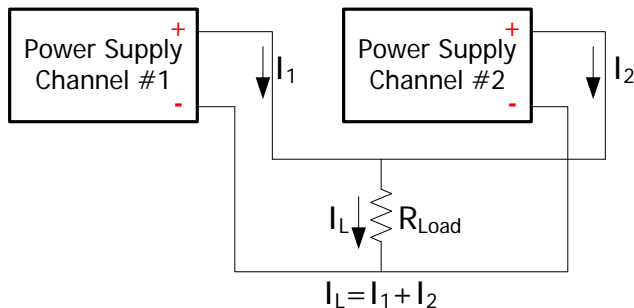 Power Supply
Channel #1
+
-
I1
Power Supply
Channel #2
+
-
I2
IL
RLoad
IL=I1+I2